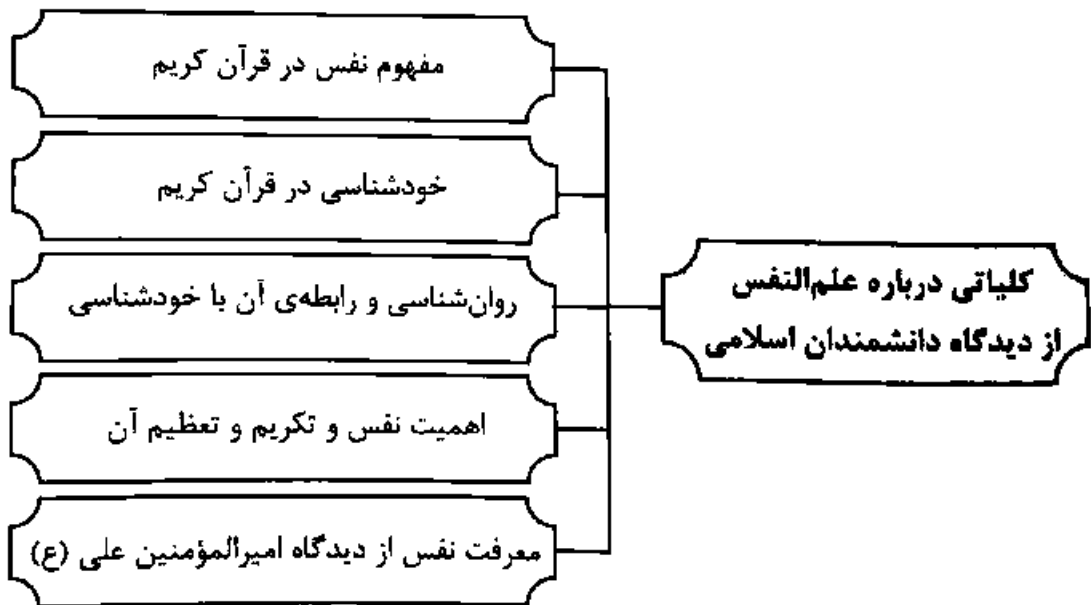 کلیاتی درباره علم‌النفس
از دیدگاه دانشمندان اسلامی
مفهوم نفس در قرآن کریم
خودشناسی در قرآن کریم
روان‌شناسی و رابطه‌ی آن با خودشناسی
اهمیت نفس و تکریم و تعظیم آن
معرفت نفس از دیدگاه امیرالمؤمنین علی (ع)